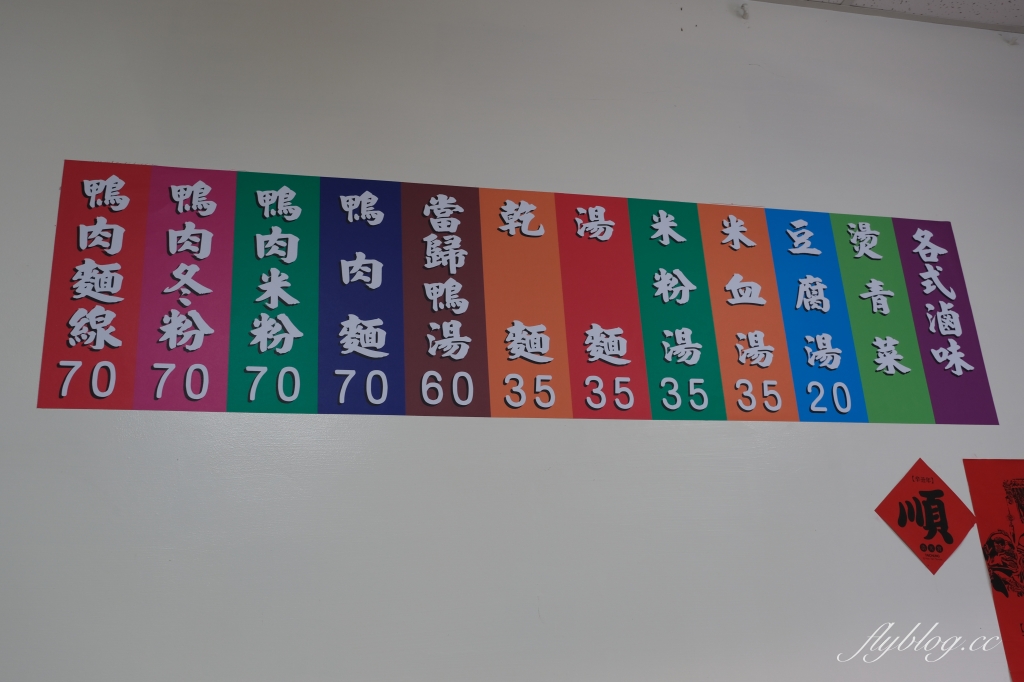 鴨肉麵線 70
鴨肉冬粉 70
鴨肉米粉 70
鴨肉麵 70
當歸鴨湯 60
乾麵 35
湯麵 35
米粉湯 35
米血湯 35
豆腐湯 20
燙青菜
各式滷味
順
flyblog.cc